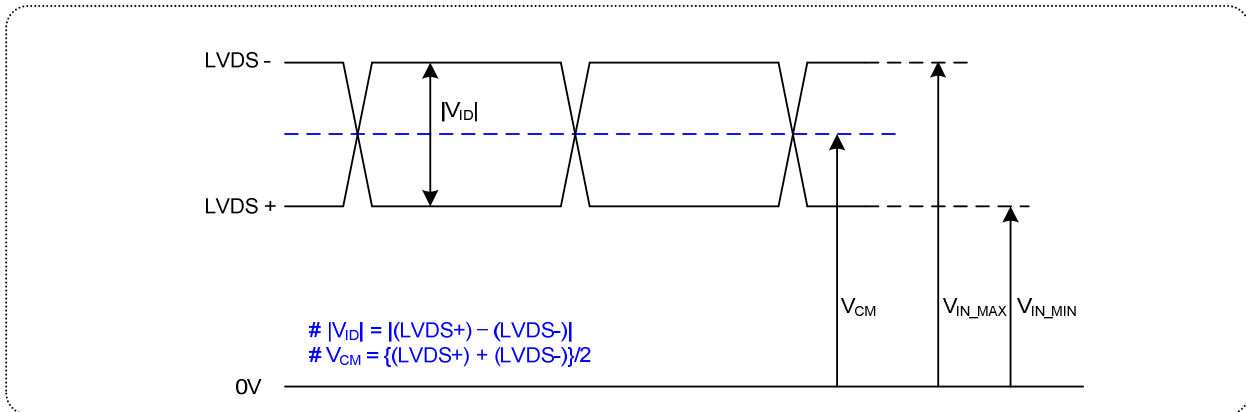 LVDS -
|VID|
LVDS +
VCM
VIN_MAX
VIN_MIN
# |VID| = |(LVDS+) – (LVDS-)|
# VCM = {(LVDS+) + (LVDS-)}/2
0V